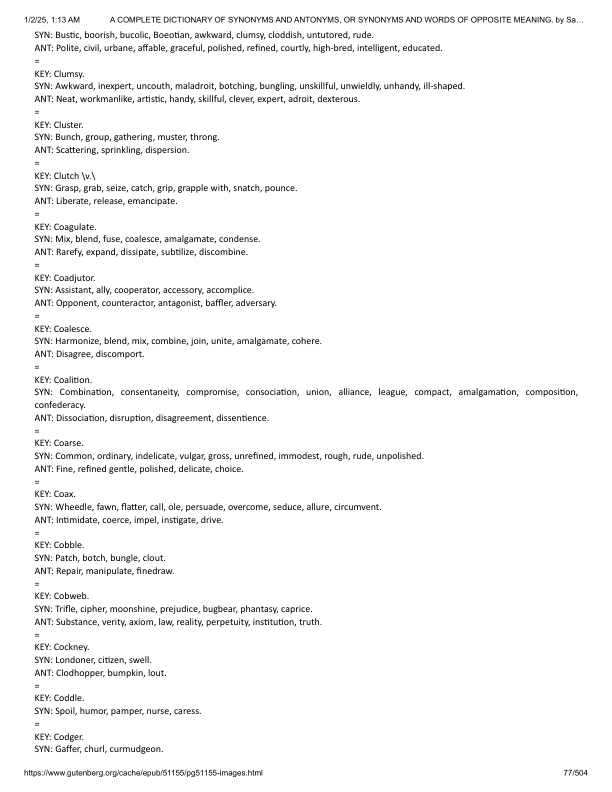 1/2/25, 1:13 AM A COMPLETE DICTIONARY OF SYNONYMS AND ANTONYMS, OR SYNONYMS AND WORDS OF OPPOSITE MEANING. by Sa…
SYN: Bustic, boorish, bucolic, Boeotian, awkward, clumsy, cloddish, untutored, rude.
ANT: Polite, civil, urbane, affable, graceful, polished, refined, courtly, high-bred, intelligent, educated.
=
KEY: Clumsy.
SYN: Awkward, inexpert, uncouth, maladroit, botching, bungling, unskillful, unwieldly, unhandy, ill-shaped.
ANT: Neat, workmanlike, artistic, handy, skillful, clever, expert, adroit, dexterous.
=
KEY: Cluster.
SYN: Bunch, group, gathering, muster, throng.
ANT: Scattering, sprinkling, dispersion.
=
KEY: Clutch \v.\
SYN: Grasp, grab, seize, catch, grip, grapple with, snatch, pounce.
ANT: Liberate, release, emancipate.
=
KEY: Coagulate.
SYN: Mix, blend, fuse, coalesce, amalgamate, condense.
ANT: Rarefy, expand, dissipate, subtilize, discombine.
=
KEY: Coadjutor.
SYN: Assistant, ally, cooperator, accessory, accomplice.
ANT: Opponent, counteractor, antagonist, baffler, adversary.
=
KEY: Coalesce.
SYN: Harmonize, blend, mix, combine, join, unite, amalgamate, cohere.
ANT: Disagree, discomport.
=
KEY: Coalition.
SYN: Combination, consentaneity, compromise, consociation, union, alliance, league, compact, amalgamation, composition,
confederacy.
ANT: Dissociation, disruption, disagreement, dissentience.
=
KEY: Coarse.
SYN: Common, ordinary, indelicate, vulgar, gross, unrefined, immodest, rough, rude, unpolished.
ANT: Fine, refined gentle, polished, delicate, choice.
=
KEY: Coax.
SYN: Wheedle, fawn, flatter, call, ole, persuade, overcome, seduce, allure, circumvent.
ANT: Intimidate, coerce, impel, instigate, drive.
=
KEY: Cobble.
SYN: Patch, botch, bungle, clout.
ANT: Repair, manipulate, finedraw.
=
KEY: Cobweb.
SYN: Trifle, cipher, moonshine, prejudice, bugbear, phantasy, caprice.
ANT: Substance, verity, axiom, law, reality, perpetuity, institution, truth.
=
KEY: Cockney.
SYN: Londoner, citizen, swell.
ANT: Clodhopper, bumpkin, lout.
=
KEY: Coddle.
SYN: Spoil, humor, pamper, nurse, caress.
=
KEY: Codger.
SYN: Gaffer, churl, curmudgeon.
https://www.gutenberg.org/cache/epub/51155/pg51155-images.html 77/504